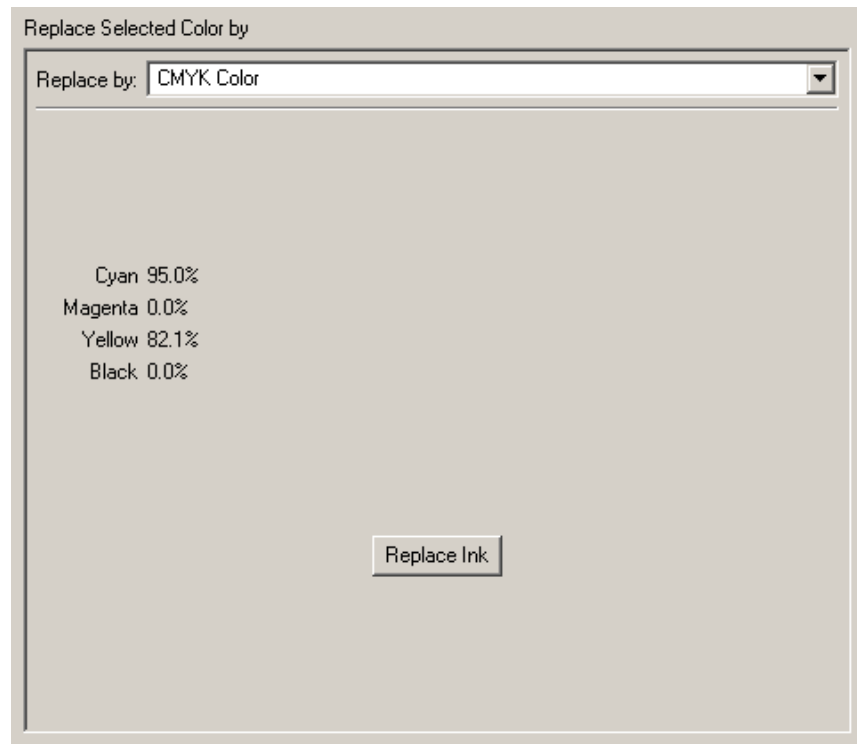 Replace Selected Color by
Replace by: CMYK Color
Cyan 95.0%
Magenta 0.0%
Yellow 82.1%
Black 0.0%
Replace Ink